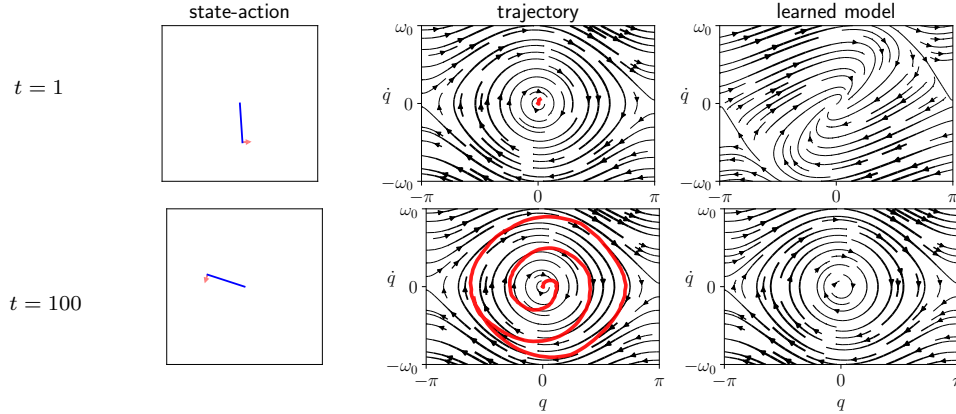 state-action trajectory learned model
t = 1
ω₀ ω₀
q̇ 0 q̇ 0
−ω₀ −ω₀
−π 0 π −π 0 π
t = 100
ω₀ ω₀
q̇ 0 q̇ 0
−ω₀ −ω₀
−π 0 π −π 0 π
q q